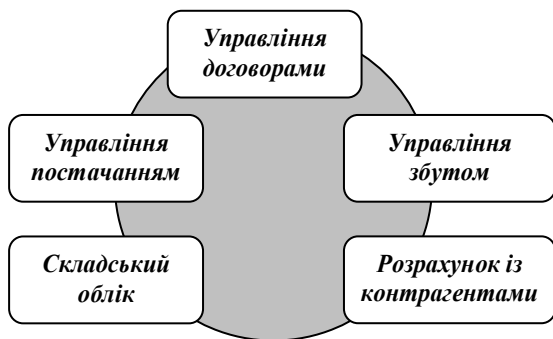 Управління
договорами
Управління
постачанням
Управління
збутом
Складський
облік
Розрахунок із
контрагентами